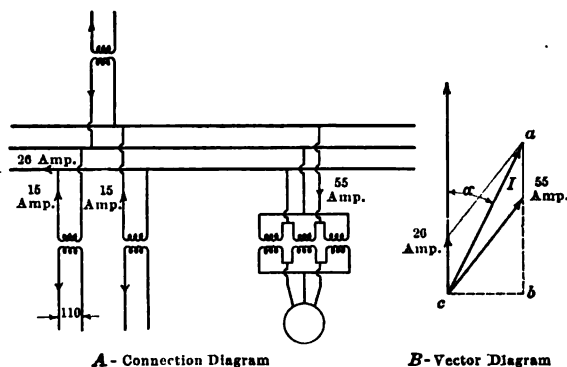 26 Amp.
15
Amp.
15
Amp.
55
Amp.
110
A - Connection Diagram
a
α
I
55
Amp.
26
Amp.
c
b
B - Vector Diagram